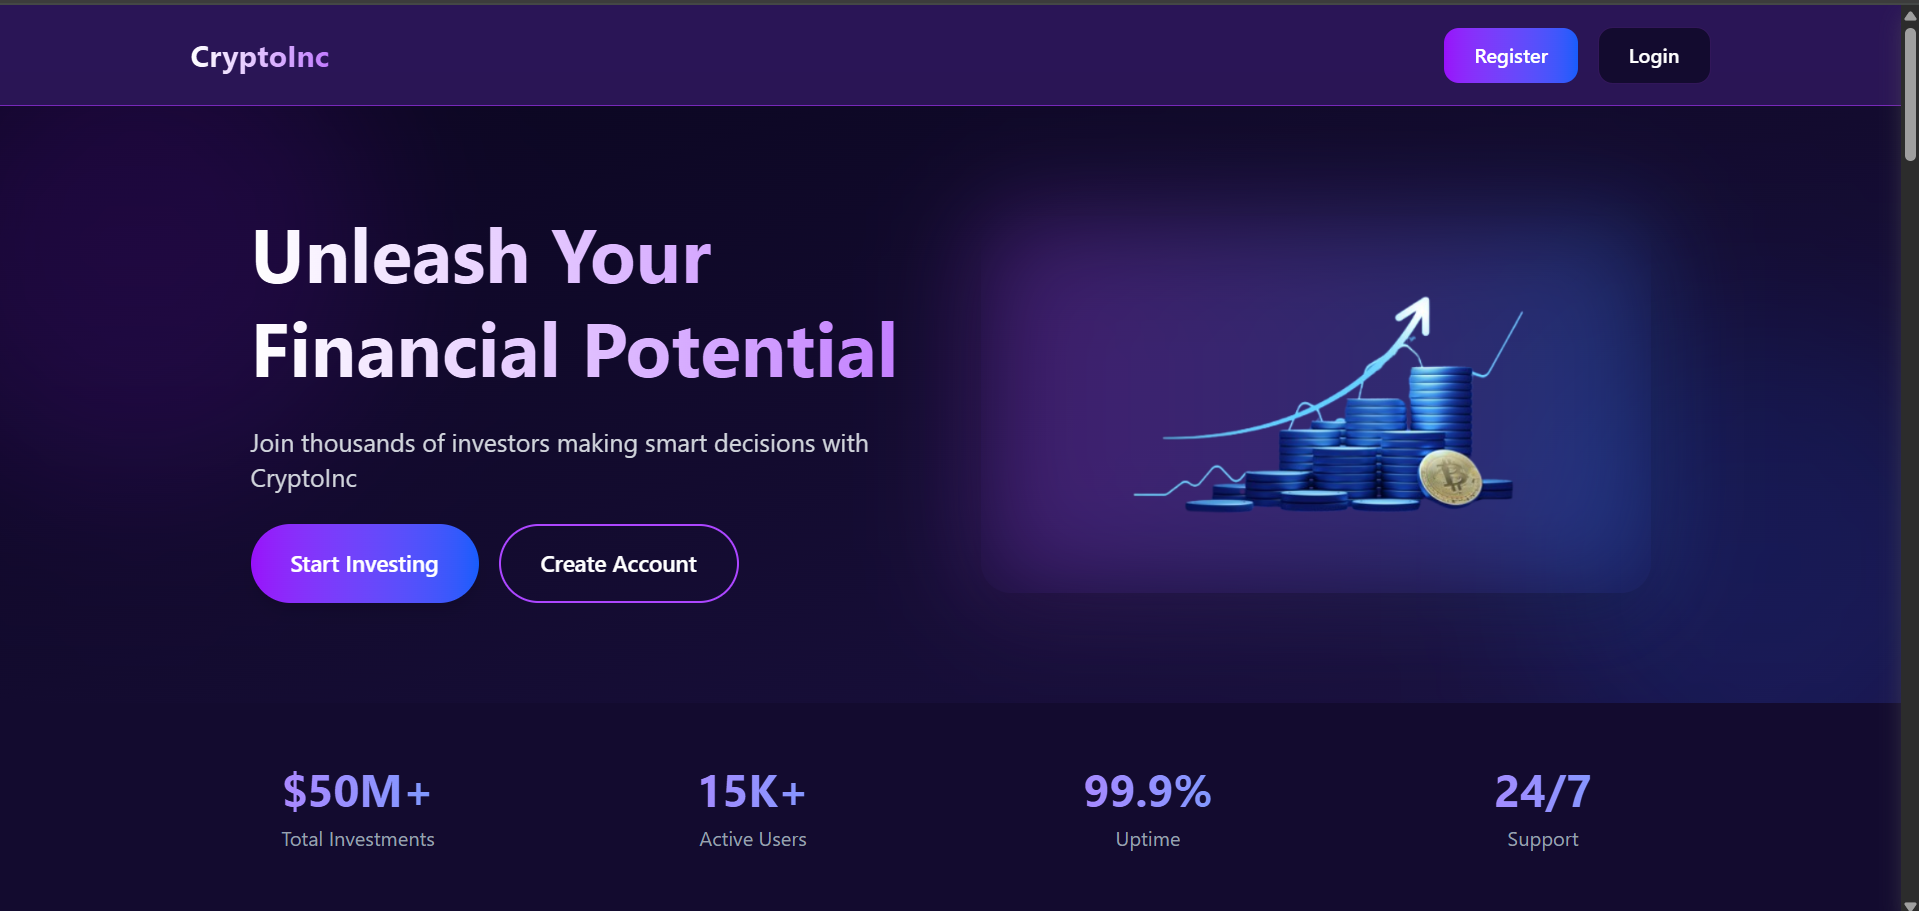 CryptoInc
Register
Login
Unleash Your
Financial Potential
Join thousands of investors making smart decisions with
CryptoInc
Start Investing
Create Account
$50M+
Total Investments
15K+
Active Users
99.9%
Uptime
24/7
Support